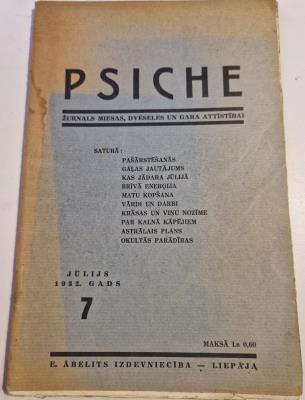 PSICHE
ŽURNALS MIESAS, DVĒSELES UN GARA ATTĪSTĪBAI
SATURĀ:
PAŠĀRSTĒŠANĀS
GAĻAS JAUTĀJUMS
KAS JĀDARA JŪLIJĀ
BRĪVĀ ENERĢIJA
MATU KOPŠANA
VĀRDI UN DARBI
KRĀSAS UN VIŅU NOZĪME
PAR KALNĀ KĀPĒJIEM
ASTRĀLAIS PLĀNS
OKULTĀS PARĀDĪBAS
JŪLIJS
1932. GADS
7
MAKSĀ Ls 0,60
E. ĀBELĪTS IZDEVNIECĪBA — LIEPĀJĀ